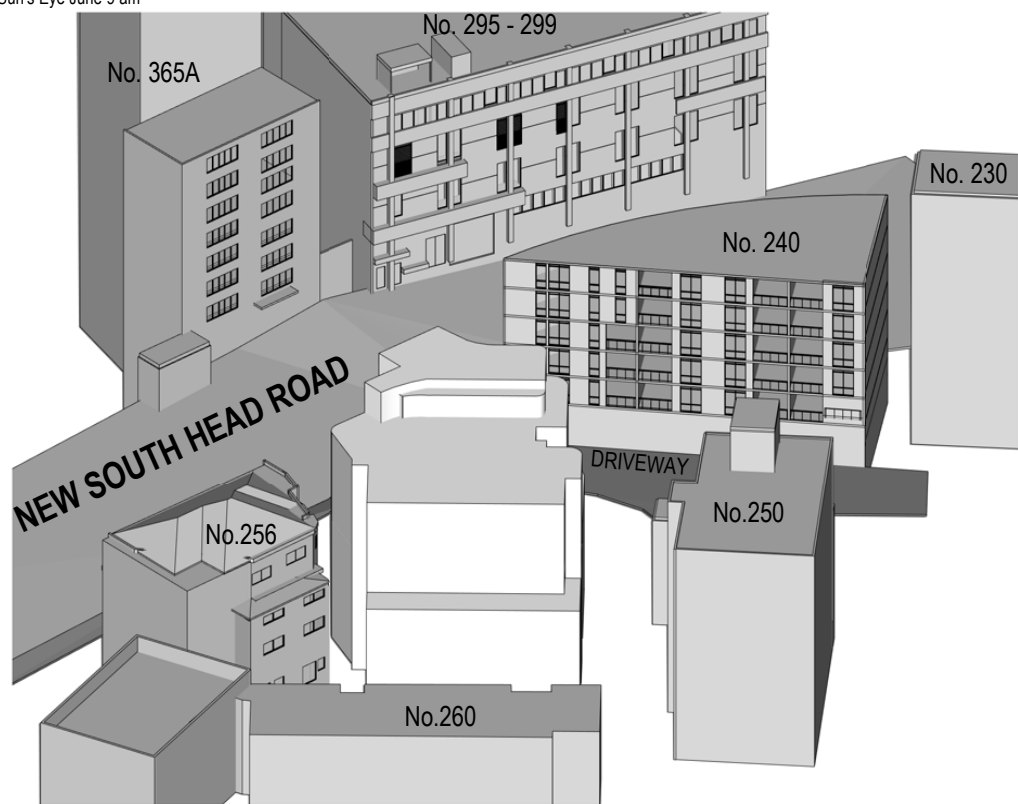 Sun's Eye June 9 am
No. 295 - 299
No. 365A
No. 230
No. 240
NEW SOUTH HEAD ROAD
DRIVEWAY
No.250
No.256
No.260